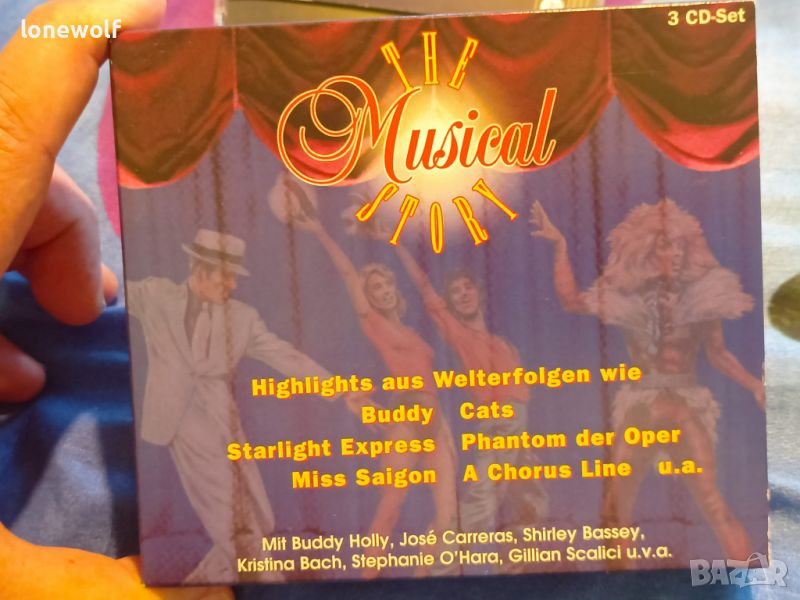 lonewolf
3 CD-Set
THE
Musical
STORY
Highlights aus Welterfolgen wie
Buddy Cats
Starlight Express Phantom der Oper
Miss Saigon A Chorus Line u.a.
Mit Buddy Holly, José Carreras, Shirley Bassey,
Kristina Bach, Stephanie O'Hara, Gillian Scalici u.v.a.
BAZAR